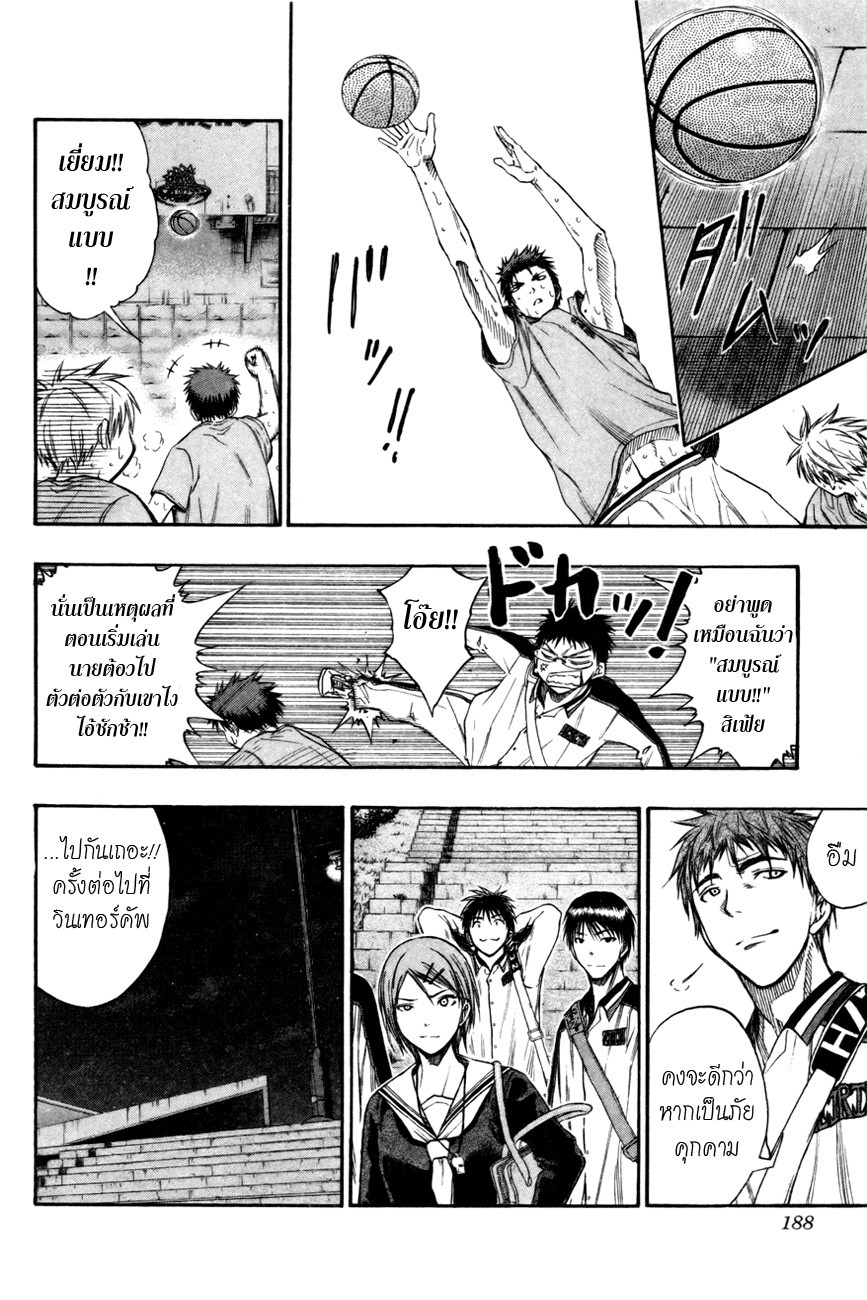 ダムッ
バッ
!!
เยี่ยม!!
สมบูรณ์
แบบ
!!
ドカッ!
อย่าพูด
เหมือนฉันว่า
"สมบูรณ์
แบบ!!"
สิเฟ้ย
โอ๊ย!!
นั่นเป็นเหตุผลที่
ตอนเริ่มเล่น
นายต้อวไป
ตัวต่อตัวกับเขาไง
ไอ้ซักช้า!!
อืม
คงจะดีกว่า
หากเป็นภัย
คุกคาม
...ไปกันเถอะ!!
ครั้งต่อไปที่
วินเทอร์คัพ
188